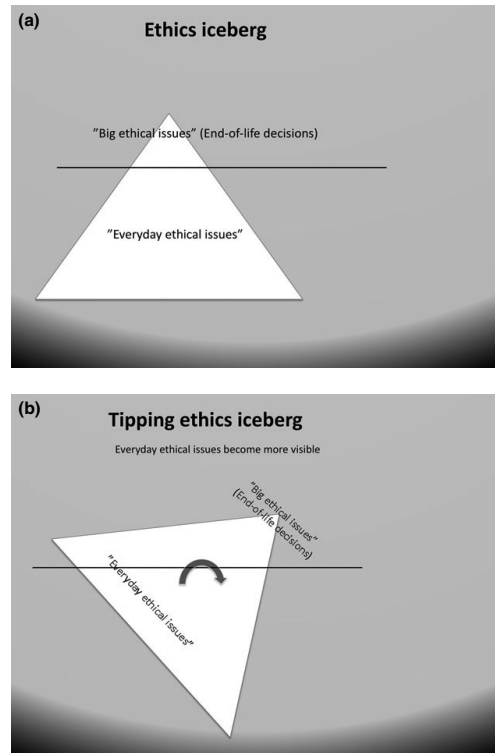 (a)
Ethics iceberg
”Big ethical issues” (End-of-life decisions)
”Everyday ethical issues”
(b)
Tipping ethics iceberg
Everyday ethical issues become more visible
”Big ethical issues”
(End-of-life decisions)
”Everyday ethical issues”